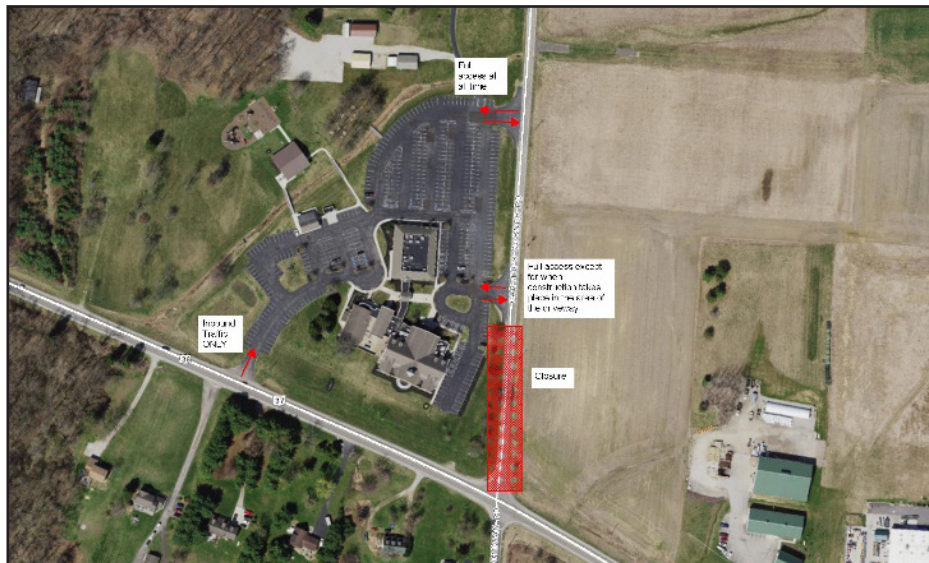 Full
access at
all time
Full access except
for when
construction takes
place in the area of
the driveway
Inbound
Traffic
ONLY
Closure
37